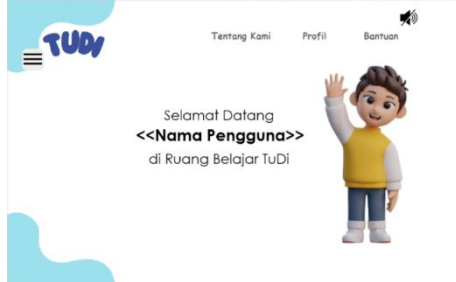 TUDI
Tentang Kami
Profil
Bantuan
Selamat Datang
<<Nama Pengguna>>
di Ruang Belajar TuDi